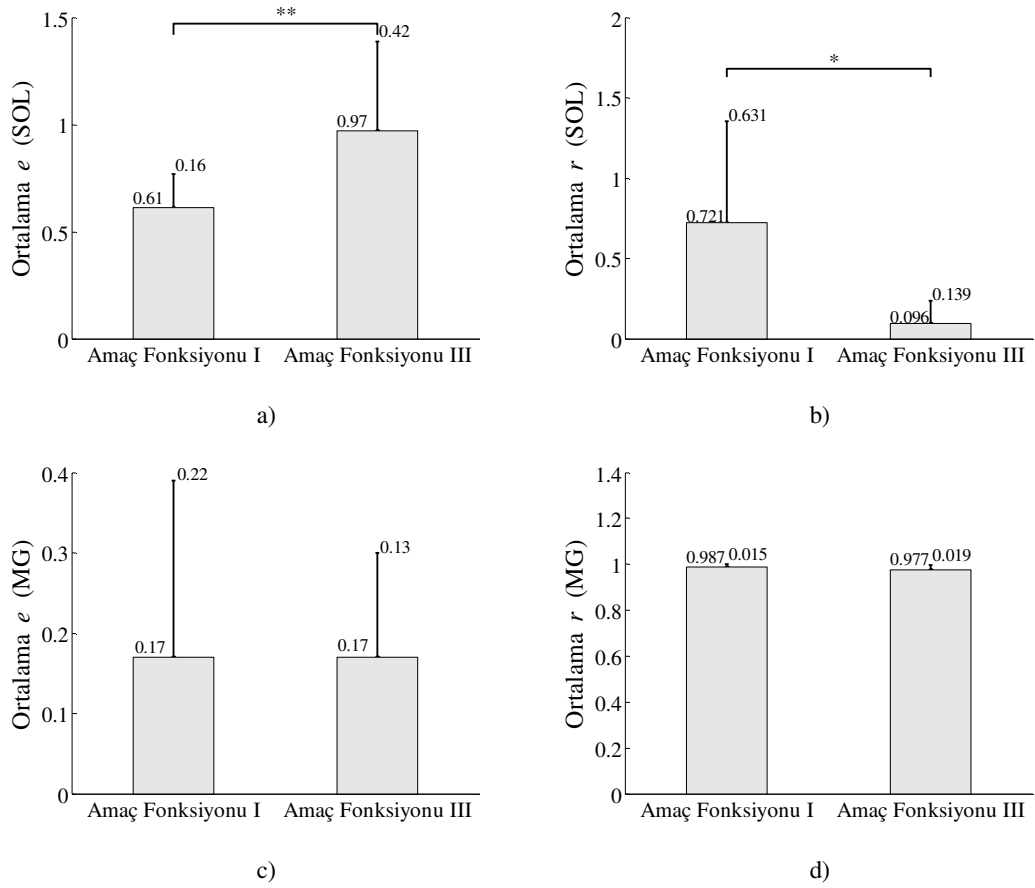 **
1.5
0.42
1
0.97
0.16
0.61
0.5
0
Ortalama e (SOL)
Amaç Fonksiyonu I
Amaç Fonksiyonu III
a)
2
*
1.5
0.631
1
0.721
0.5
0.139
0.096
0
Ortalama r (SOL)
Amaç Fonksiyonu I
Amaç Fonksiyonu III
b)
0.4
0.22
0.3
0.13
0.2
0.17
0.17
0.1
0
Ortalama e (MG)
Amaç Fonksiyonu I
Amaç Fonksiyonu III
c)
1.4
1.2
1
0.987 0.015
0.977 0.019
0.8
0.6
0.4
0.2
0
Ortalama r (MG)
Amaç Fonksiyonu I
Amaç Fonksiyonu III
d)